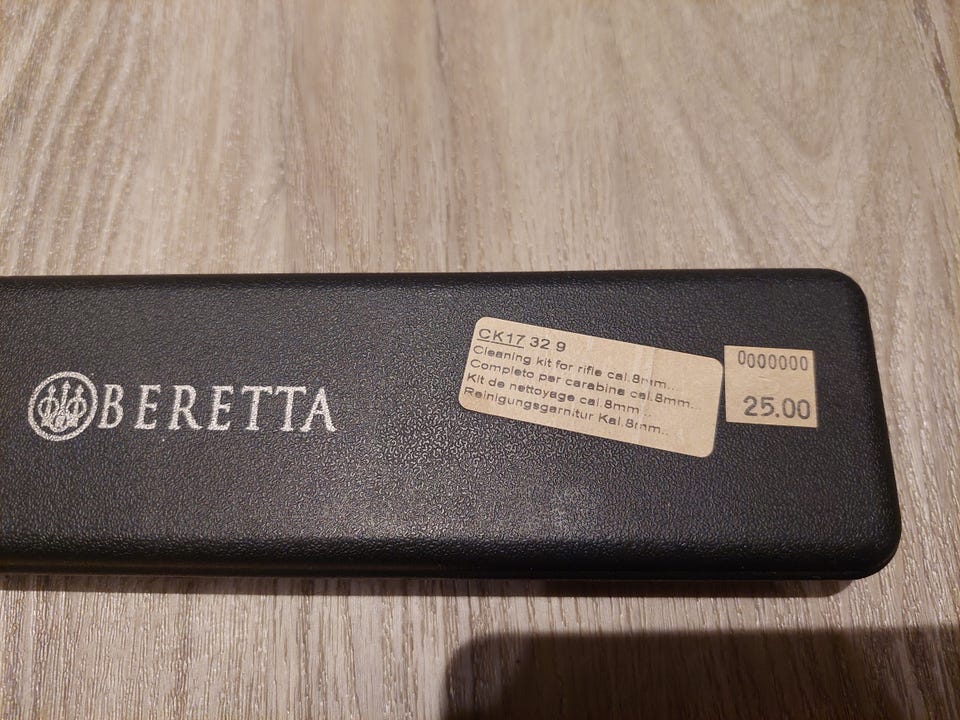 BERETTA
CK17 32 9
Cleaning kit for rifle cal.8mm...
Completo per carabina cal.8mm...
Kit de nettoyage cal.8mm...
Reinigungsgarnitur Kal.8mm..
0000000
25.00